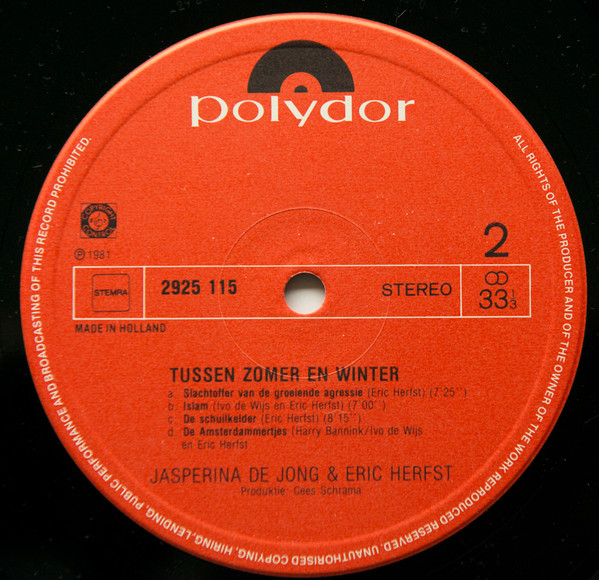 polydor
ALL RIGHTS OF THE PRODUCER AND OF THE OWNER OF THE WORK RESERVED. UNAUTHORISED COPYING, HIRING, LENDING, PUBLIC PERFORMANCE AND BROADCASTING OF THIS RECORD PROHIBITED.
COPYRIGHT
CONTROL
℗ 1981
2
STEMRA
2925 115
STEREO
33 1/3
MADE IN HOLLAND
TUSSEN ZOMER EN WINTER
a. Slachtoffer van de groeiende agressie (Eric Herfst) (7'25'')
b. Islam (Ivo de Wijs en Eric Herfst) (7'00'')
c. De schuilkelder (Eric Herfst) (8'15'')
d. De Amsterdammertjes (Harry Bannink/Ivo de Wijs
en Eric Herfst
JASPERINA DE JONG & ERIC HERFST
Produktie: Cees Schrama